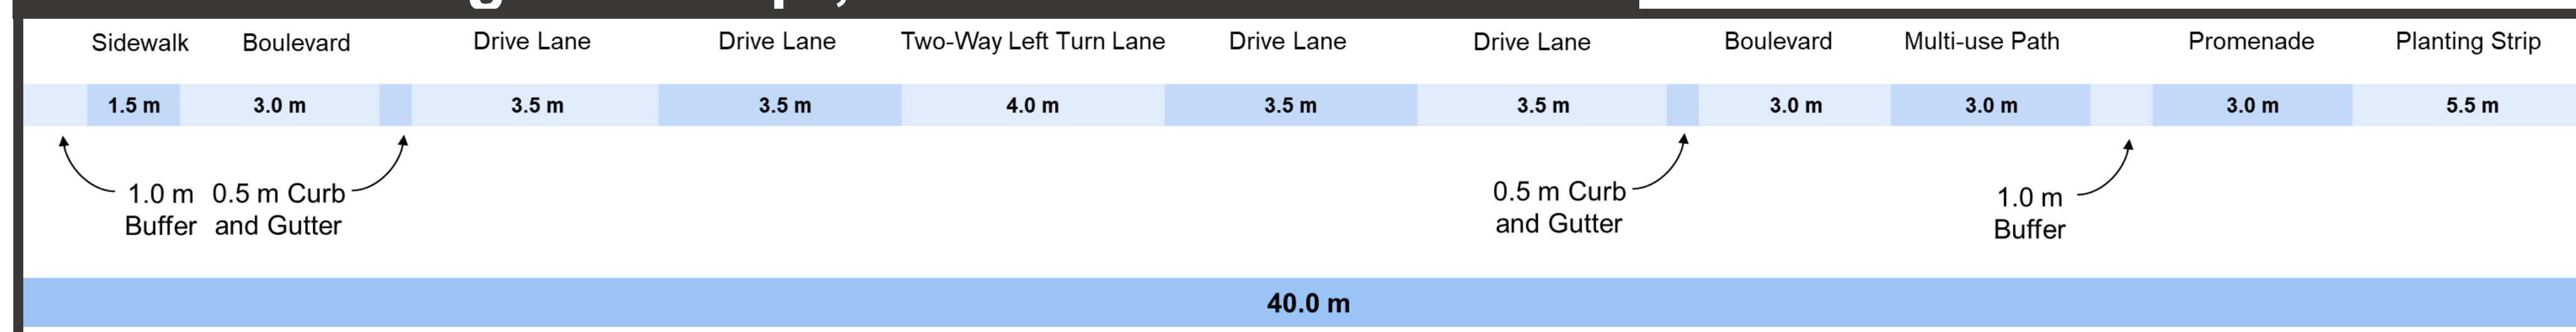 Sidewalk Boulevard Drive Lane Drive Lane Two-Way Left Turn Lane Drive Lane Drive Lane Boulevard Multi-use Path Promenade Planting Strip
1.5 m 3.0 m 3.5 m 3.5 m 4.0 m 3.5 m 3.5 m 3.0 m 3.0 m 3.0 m 5.5 m
1.0 m
Buffer
0.5 m Curb
and Gutter
0.5 m Curb
and Gutter
1.0 m
Buffer
40.0 m